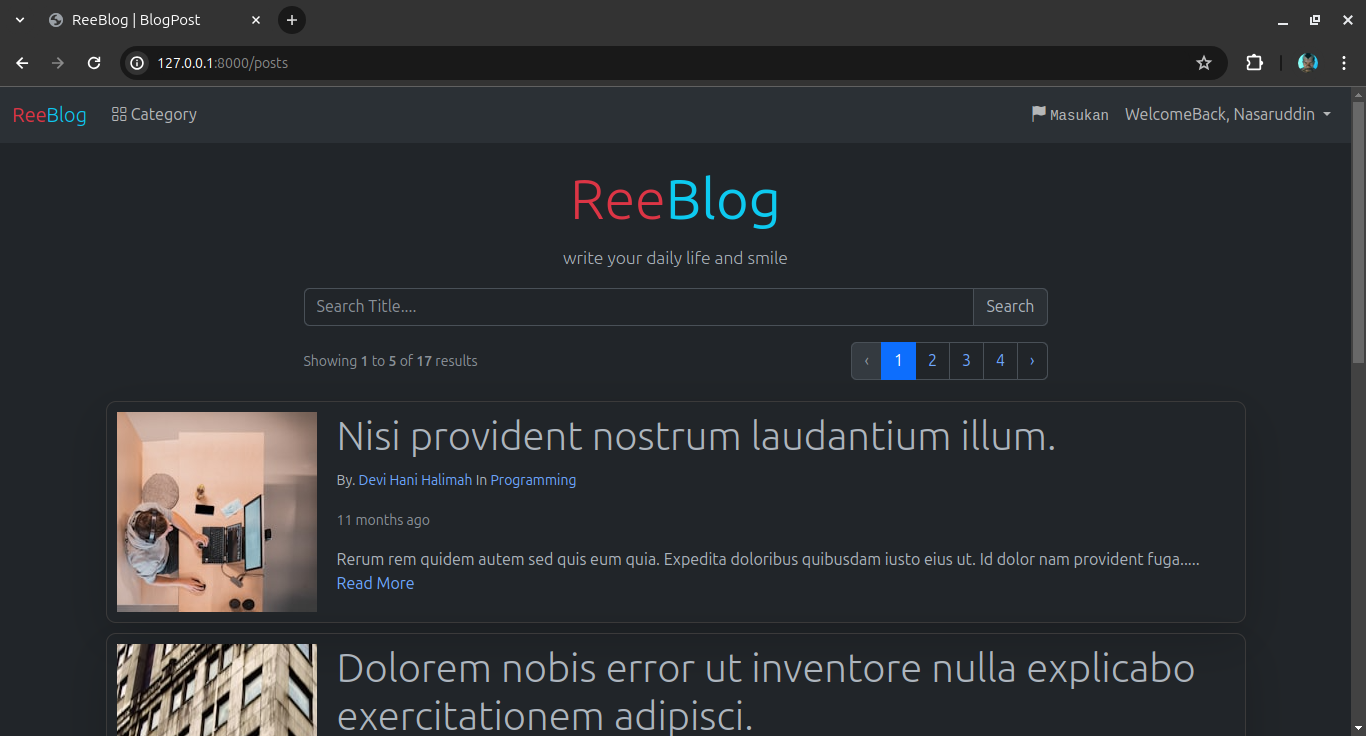 ReeBlog | BlogPost
127.0.0.1:8000/posts
ReeBlog Category Masukan WelcomeBack, Nasaruddin
ReeBlog
write your daily life and smile
Search Title.... Search
Showing 1 to 5 of 17 results ‹ 1 2 3 4 ›
Nisi provident nostrum laudantium illum.
By. Devi Hani Halimah In Programming
11 months ago
Rerum rem quidem autem sed quis eum quia. Expedita doloribus quibusdam iusto eius ut. Id dolor nam provident fuga.....
Read More
Dolorem nobis error ut inventore nulla explicabo
exercitationem adipisci.